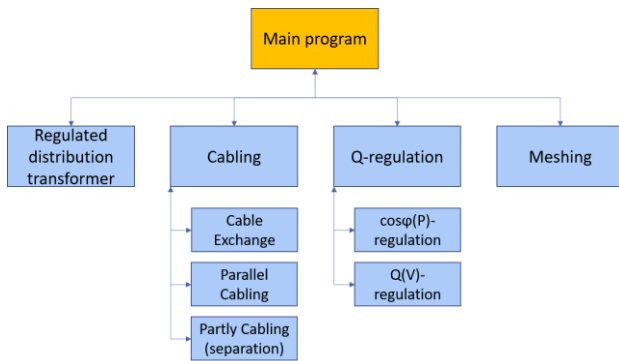 Main program
Regulated
distribution
transformer
Cabling
Q-regulation
Meshing
Cable
Exchange
cosφ(P)-
regulation
Parallel
Cabling
Q(V)-
regulation
Partly Cabling
(separation)